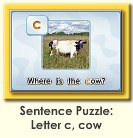 c
Where is the cow?
Sentence Puzzle:
Letter c, cow